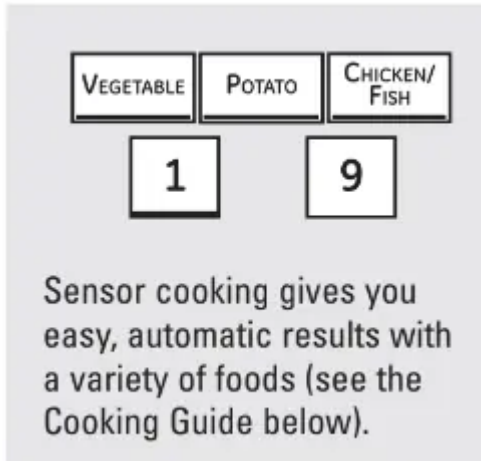 VEGETABLE POTATO CHICKEN/
FISH
1 9
Sensor cooking gives you
easy, automatic results with
a variety of foods (see the
Cooking Guide below).